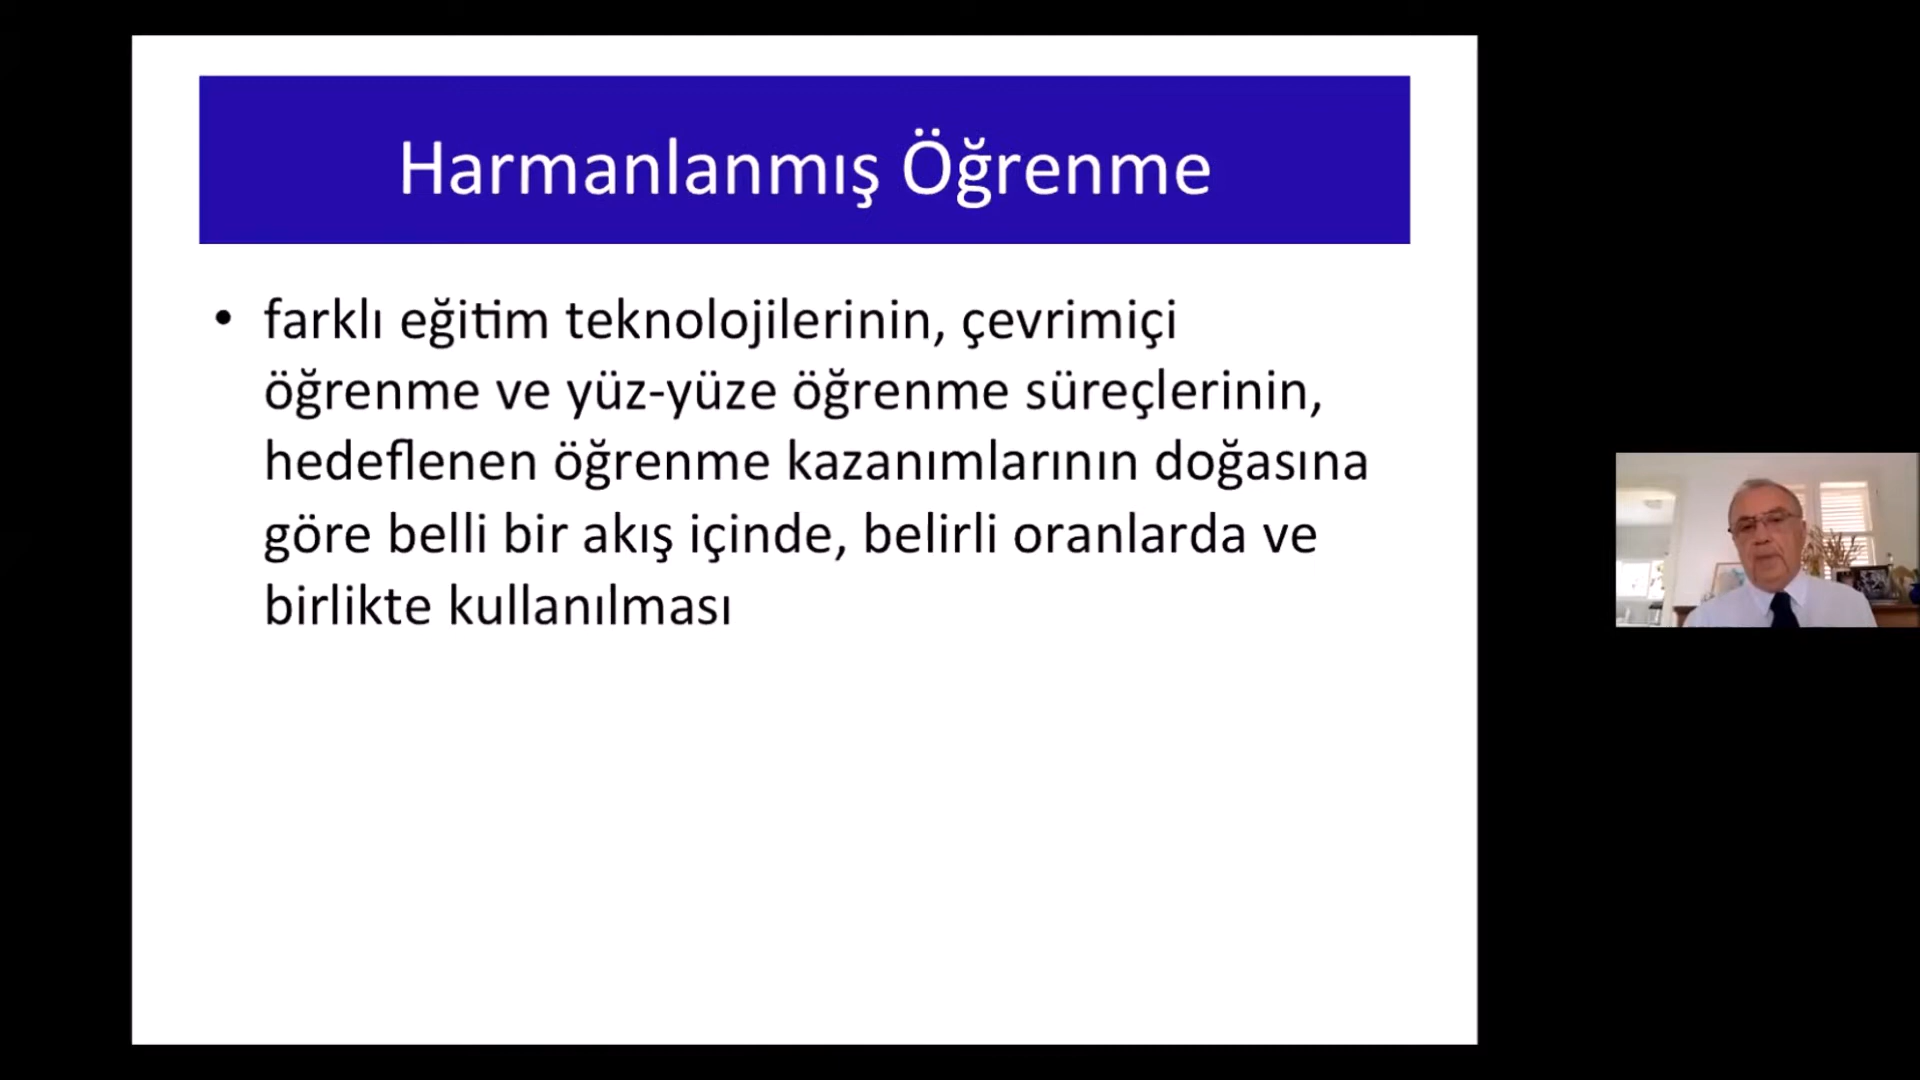 Harmanlanmış Öğrenme
• farklı eğitim teknolojilerinin, çevrimiçi
öğrenme ve yüz-yüze öğrenme süreçlerinin,
hedeflenen öğrenme kazanımlarının doğasına
göre belli bir akış içinde, belirli oranlarda ve
birlikte kullanılması